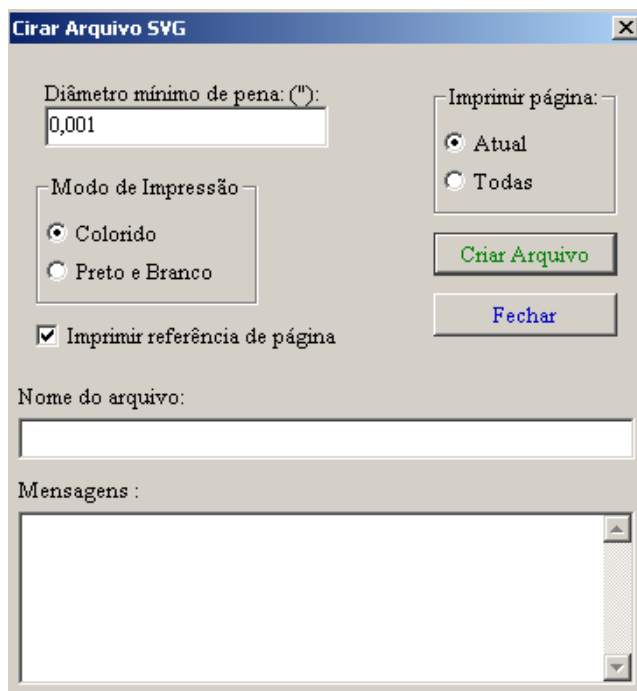 Cirar Arquivo SVG
Diâmetro mínimo de pena: ("):
0,001
Imprimir página:
Atual
Todas
Modo de Impressão
Colorido
Preto e Branco
Criar Arquivo
Fechar
Imprimir referência de página
Nome do arquivo:
Mensagens :